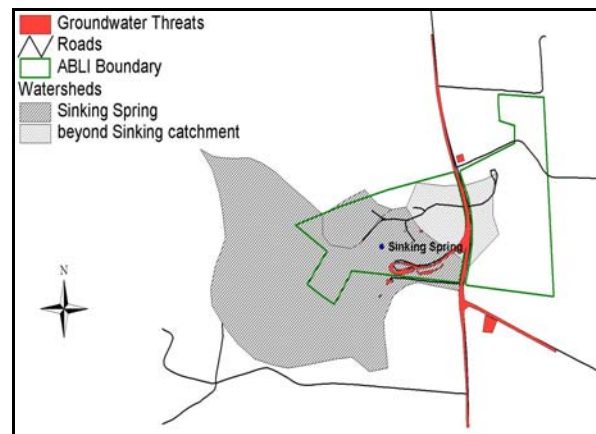 Groundwater Threats
Roads
ABLI Boundary
Watersheds
Sinking Spring
beyond Sinking catchment
Sinking Spring
N